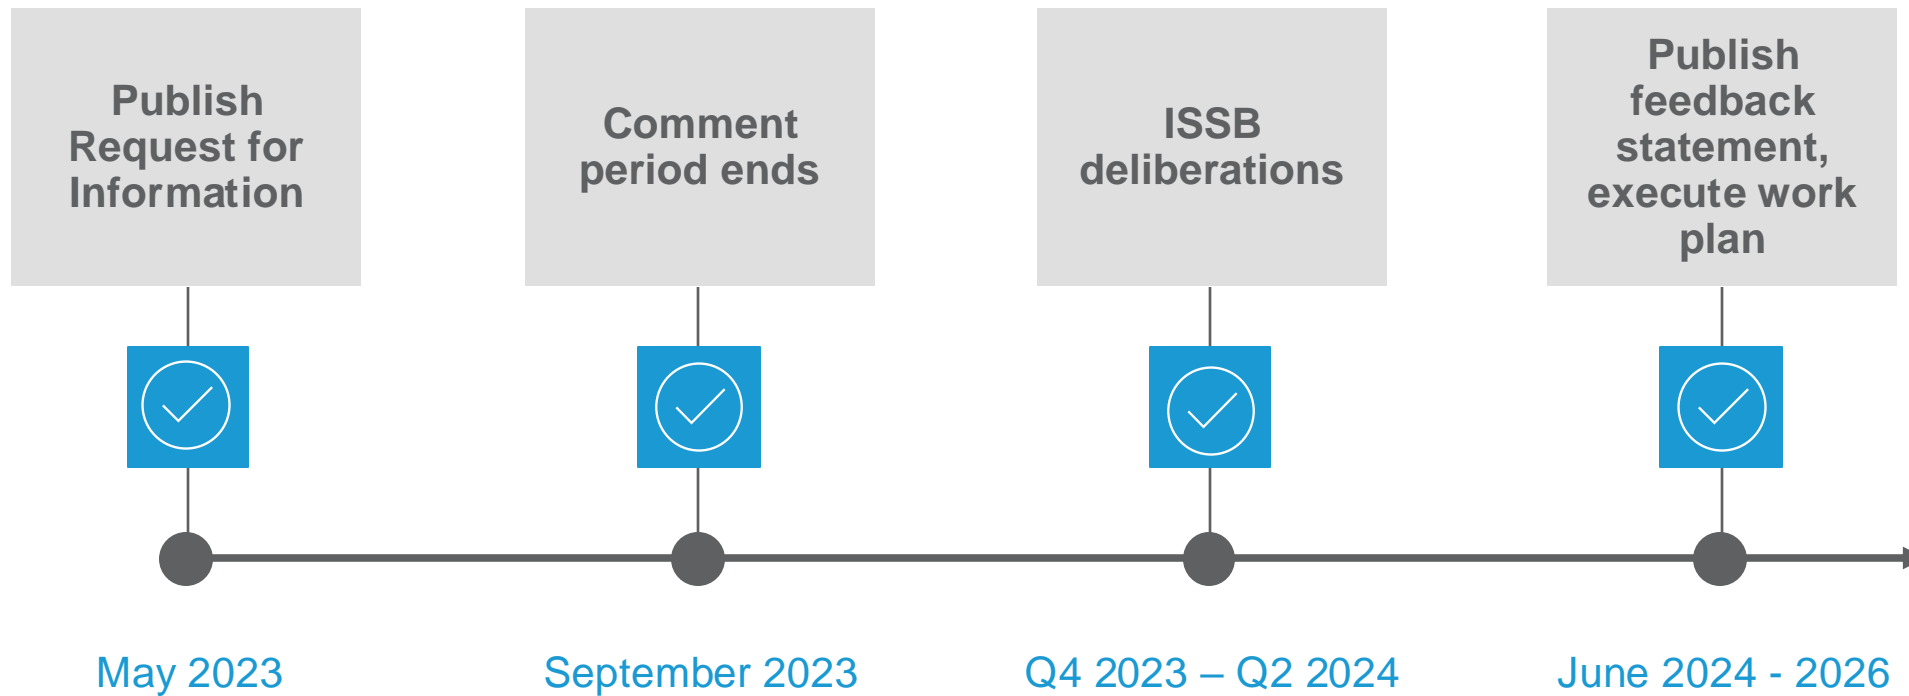 Publish
Request for
Information
Comment
period ends
ISSB
deliberations
Publish
feedback
statement,
execute work
plan
May 2023
September 2023
Q4 2023 – Q2 2024
June 2024 - 2026